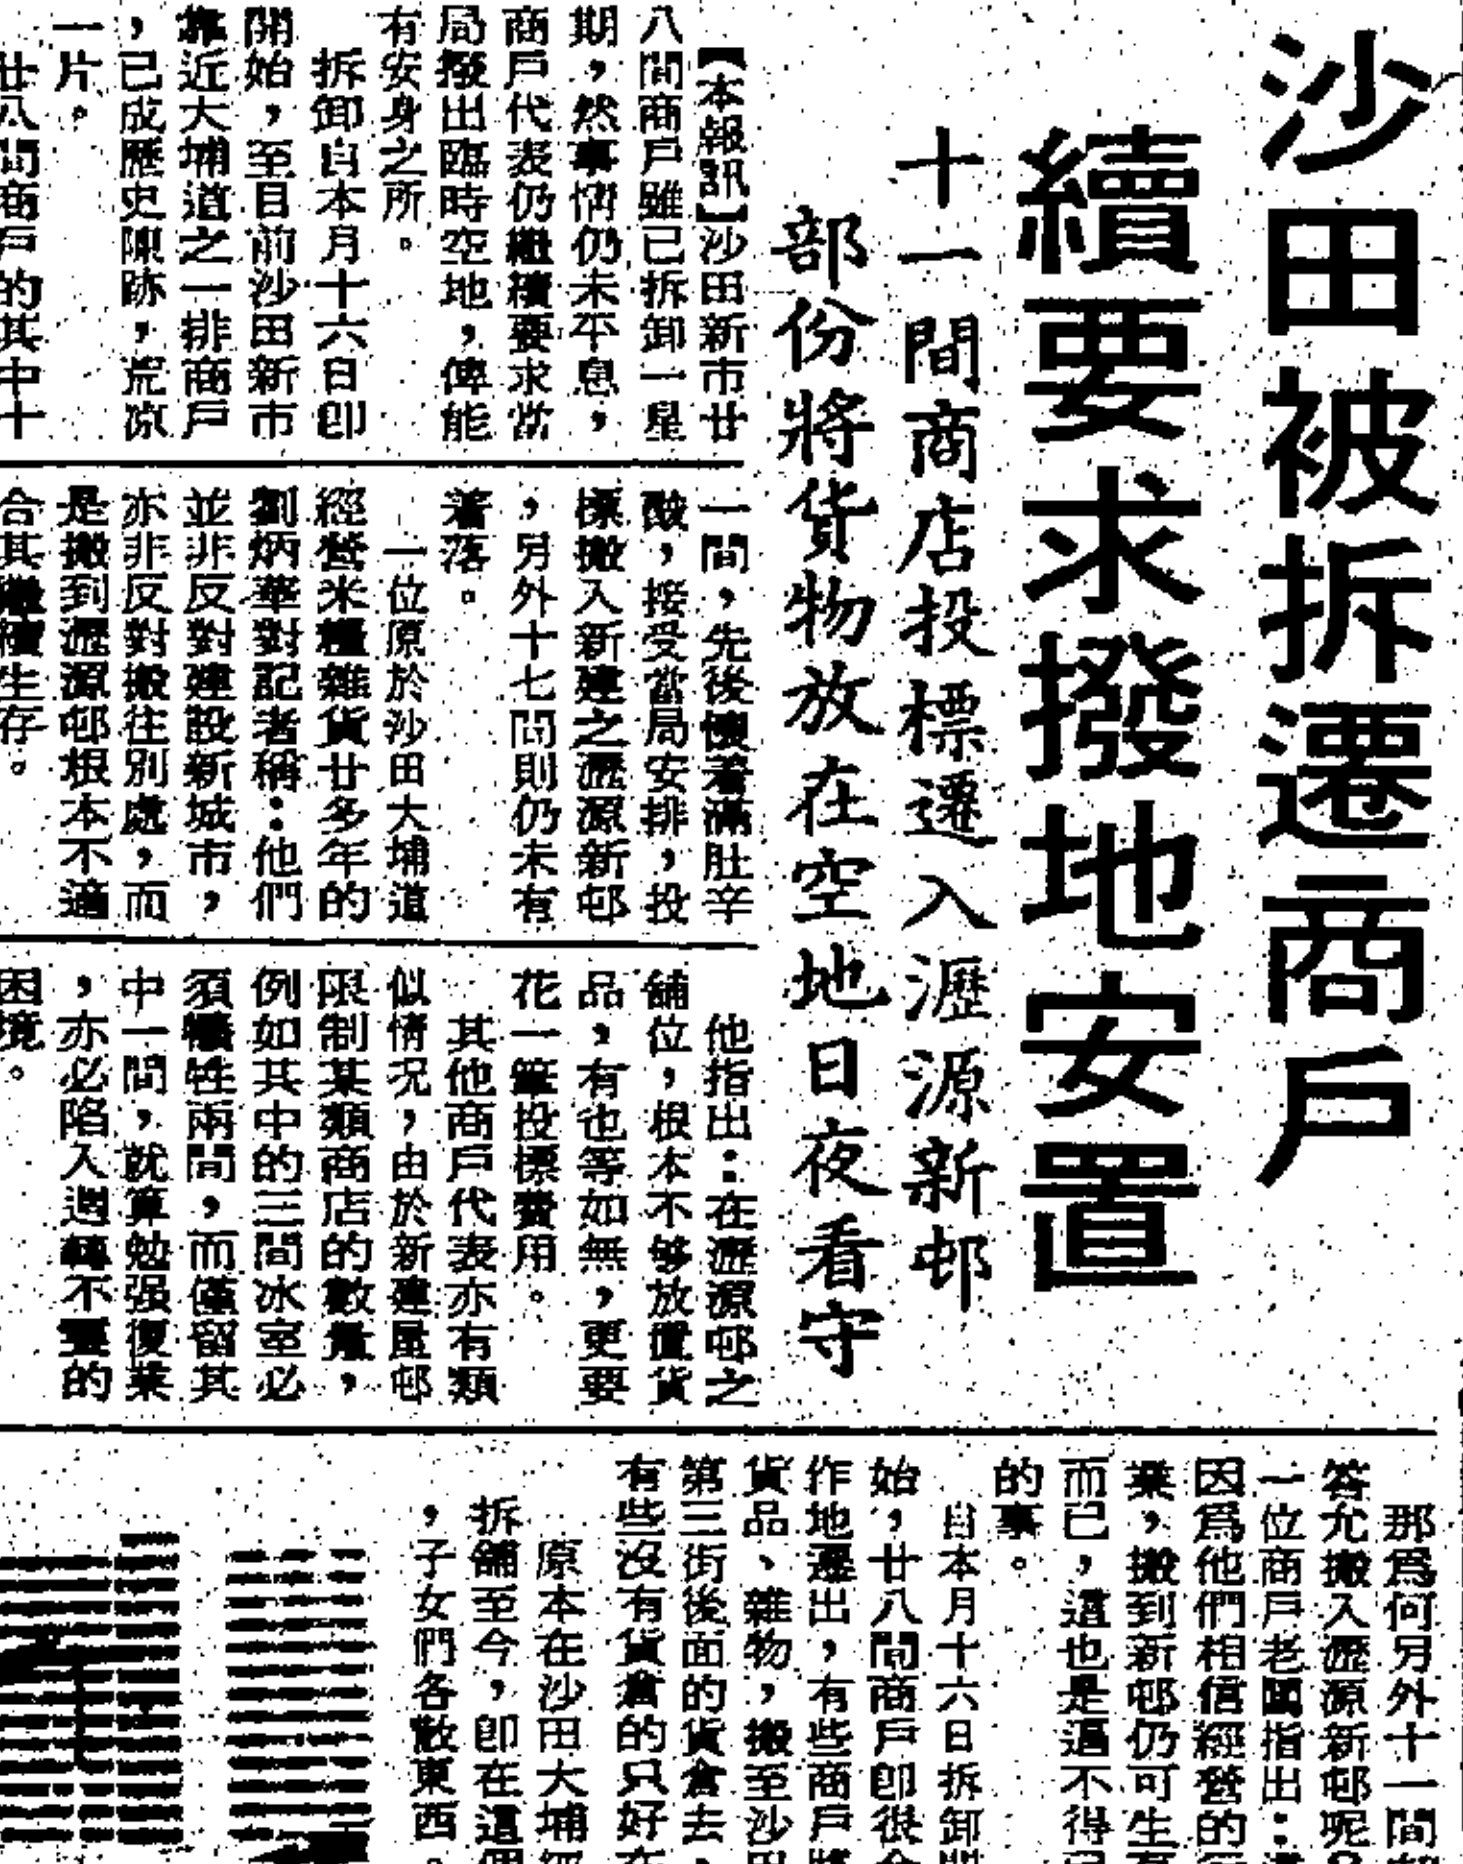 沙田被拆遷商戶
續要求撥地安置
十一間商店投標遷入瀝源新邨
部份將貨物放在空地日夜看守
【本報訊】沙田新市廿
八間商戶雖已拆卸一星
期，然事情仍未平息，
商戶代表仍繼續要求當
局撥出臨時空地，俾能
有安身之所。
拆卸自本月十六日卽
開始，至目前沙田新市
靠近大埔道之一排商戶
，已成歷史陳跡，荒凉
一片。
廿八間商戶的其中十
一間，先後懷着滿肚辛
酸，接受當局安排，投
標搬入新建之瀝源新邨
，另外十七間則仍未有
着落。
一位原於沙田大埔道
經營米糧雜貨廿多年的
劉炳華對記者稱：他們
並非反對建設新城市，
亦非反對搬往別處，而
是搬到瀝源邨根本不適
合其繼續生存。
他指出：在瀝源邨之
舖位，根本不够放置貨
品，有也等如無，更要
花一筆投標費用。
其他商戶代表亦有類
似情况，由於新建屋邨
限制某類商店的數量，
例如其中的三間冰室必
須犧牲兩間，而僅留其
中一間，就算勉强復業
，亦必陷入週轉不靈的
困境。
那爲何另外十一間
答允搬入瀝源新邨呢？
一位商戶老闆指出：
因爲他們相信經營的
業，搬到新邨仍可生
而已，這也是逼不得已
的事。
自本月十六日拆卸開
始，廿八間商戶卽很合
作地遷出，有些商戶將
貨品、雜物，搬至沙田
第三街後面的貨倉去，
有些沒有貨倉的只好在
原本在沙田大埔
拆舖至今，卽在這個
，子女們各散東西。